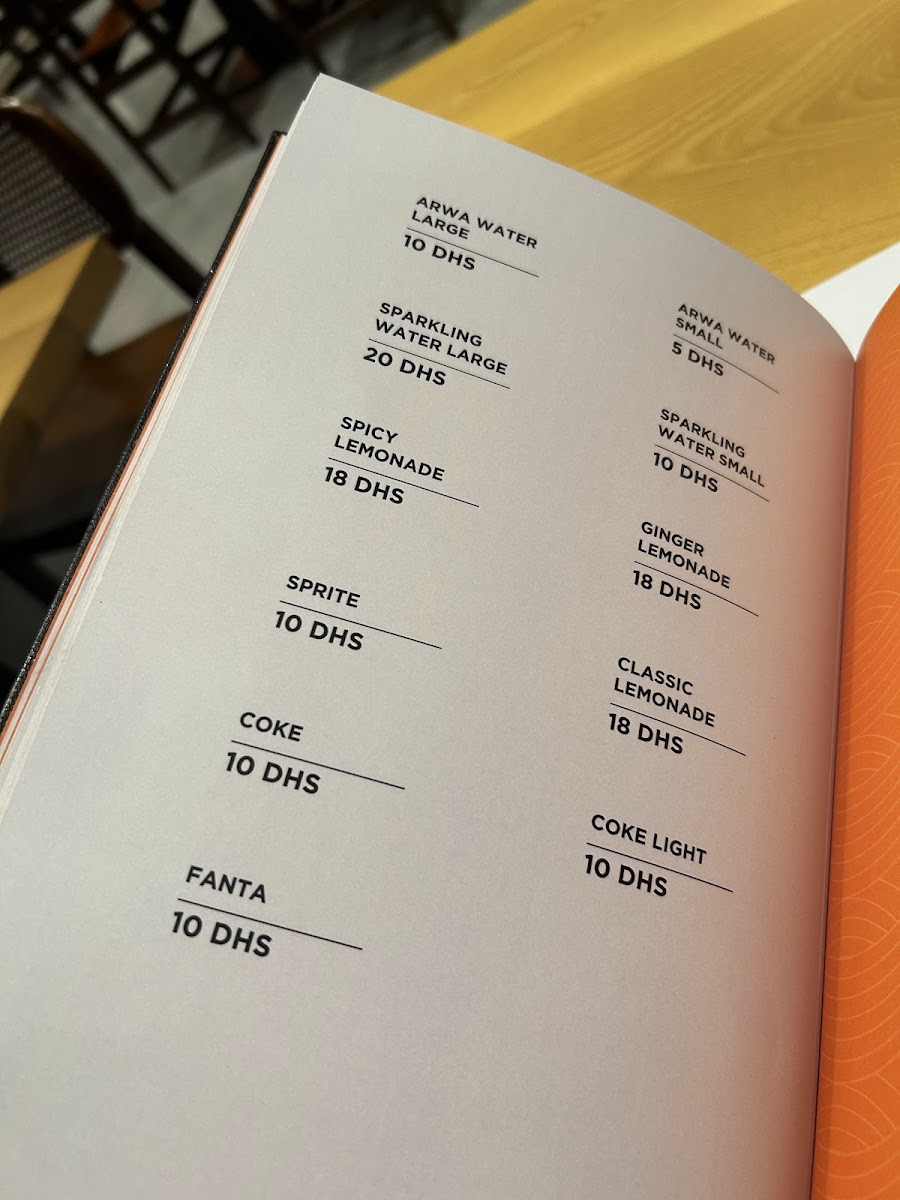 ARWA WATER
LARGE
10 DHS
SPARKLING
WATER LARGE
20 DHS
SPICY
LEMONADE
18 DHS
SPRITE
10 DHS
COKE
10 DHS
FANTA
10 DHS
ARWA WATER
SMALL
5 DHS
SPARKLING
WATER SMALL
10 DHS
GINGER
LEMONADE
18 DHS
CLASSIC
LEMONADE
18 DHS
COKE LIGHT
10 DHS